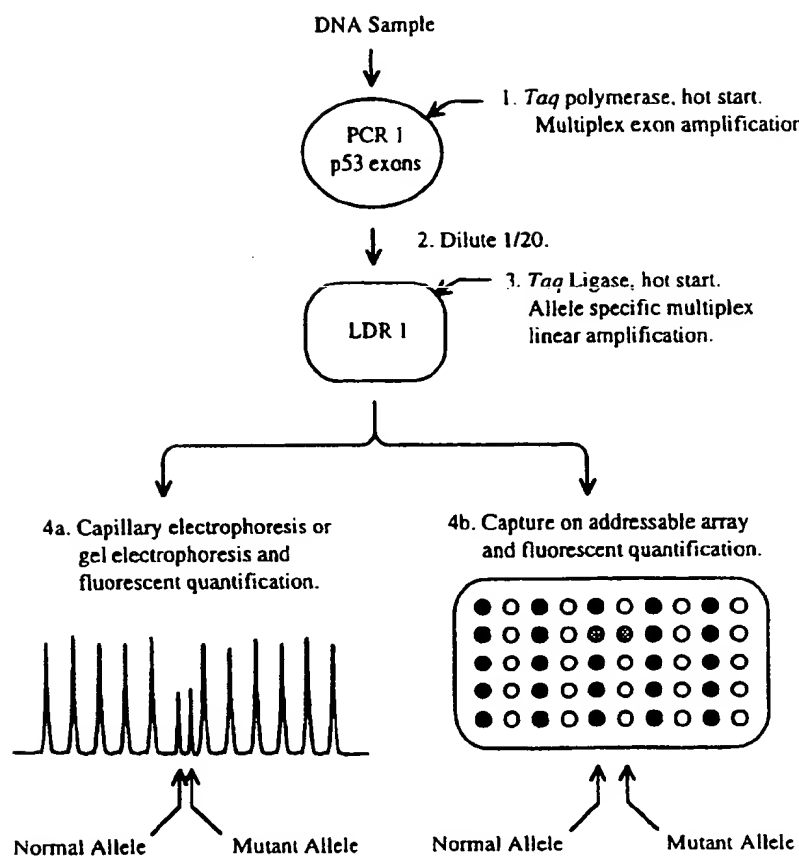 DNA Sample
1. Taq polymerase, hot start.
Multiplex exon amplification
PCR 1
p53 exons
2. Dilute 1/20.
3. Taq Ligase, hot start.
Allele specific multiplex
linear amplification.
LDR 1
4a. Capillary electrophoresis or
gel electrophoresis and
fluorescent quantification.
4b. Capture on addressable array
and fluorescent quantification.
Normal Allele
Mutant Allele
Normal Allele
Mutant Allele